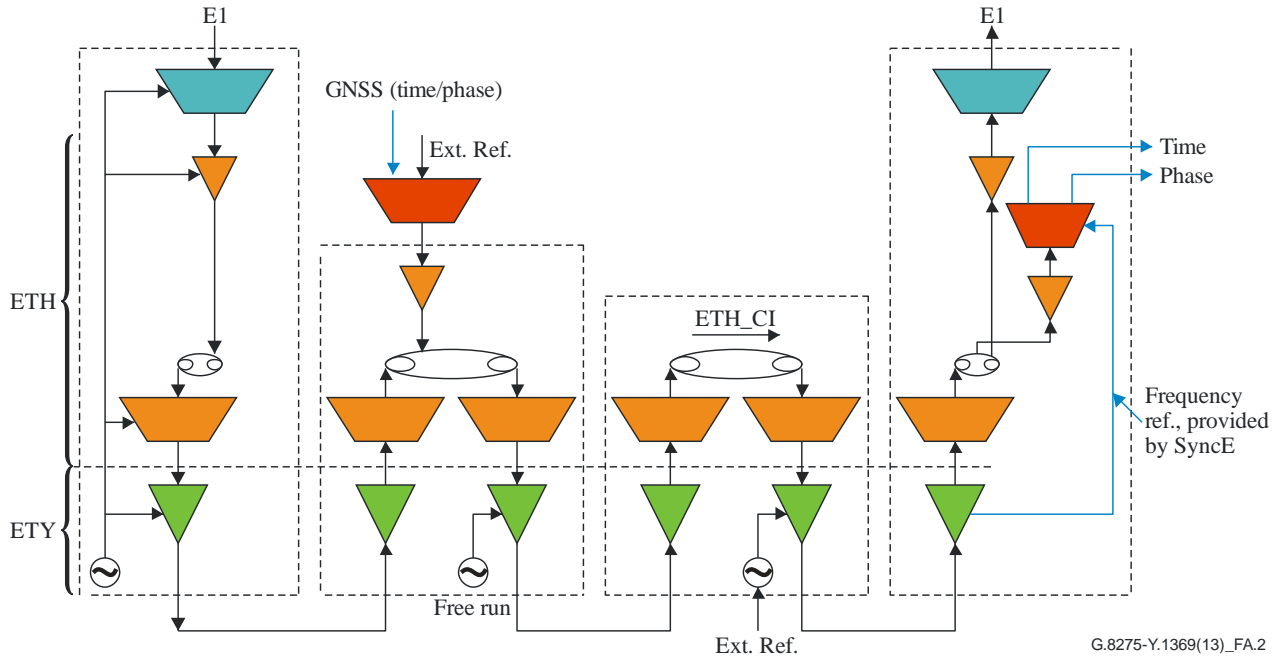 E1
E1
GNSS (time/phase)
Ext. Ref.
Time
Phase
ETH
ETH_CI
Frequency
ref., provided
by SyncE
ETY
Free run
Ext. Ref.
G.8275-Y.1369(13)_FA.2